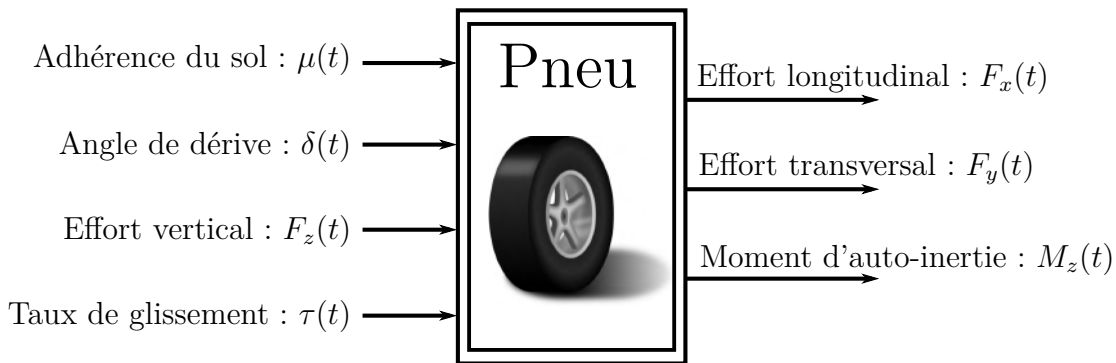 Adhérence du sol : μ(t)
Angle de dérive : δ(t)
Effort vertical : F_z(t)
Taux de glissement : τ(t)
Pneu
Effort longitudinal : F_x(t)
Effort transversal : F_y(t)
Moment d'auto-inertie : M_z(t)